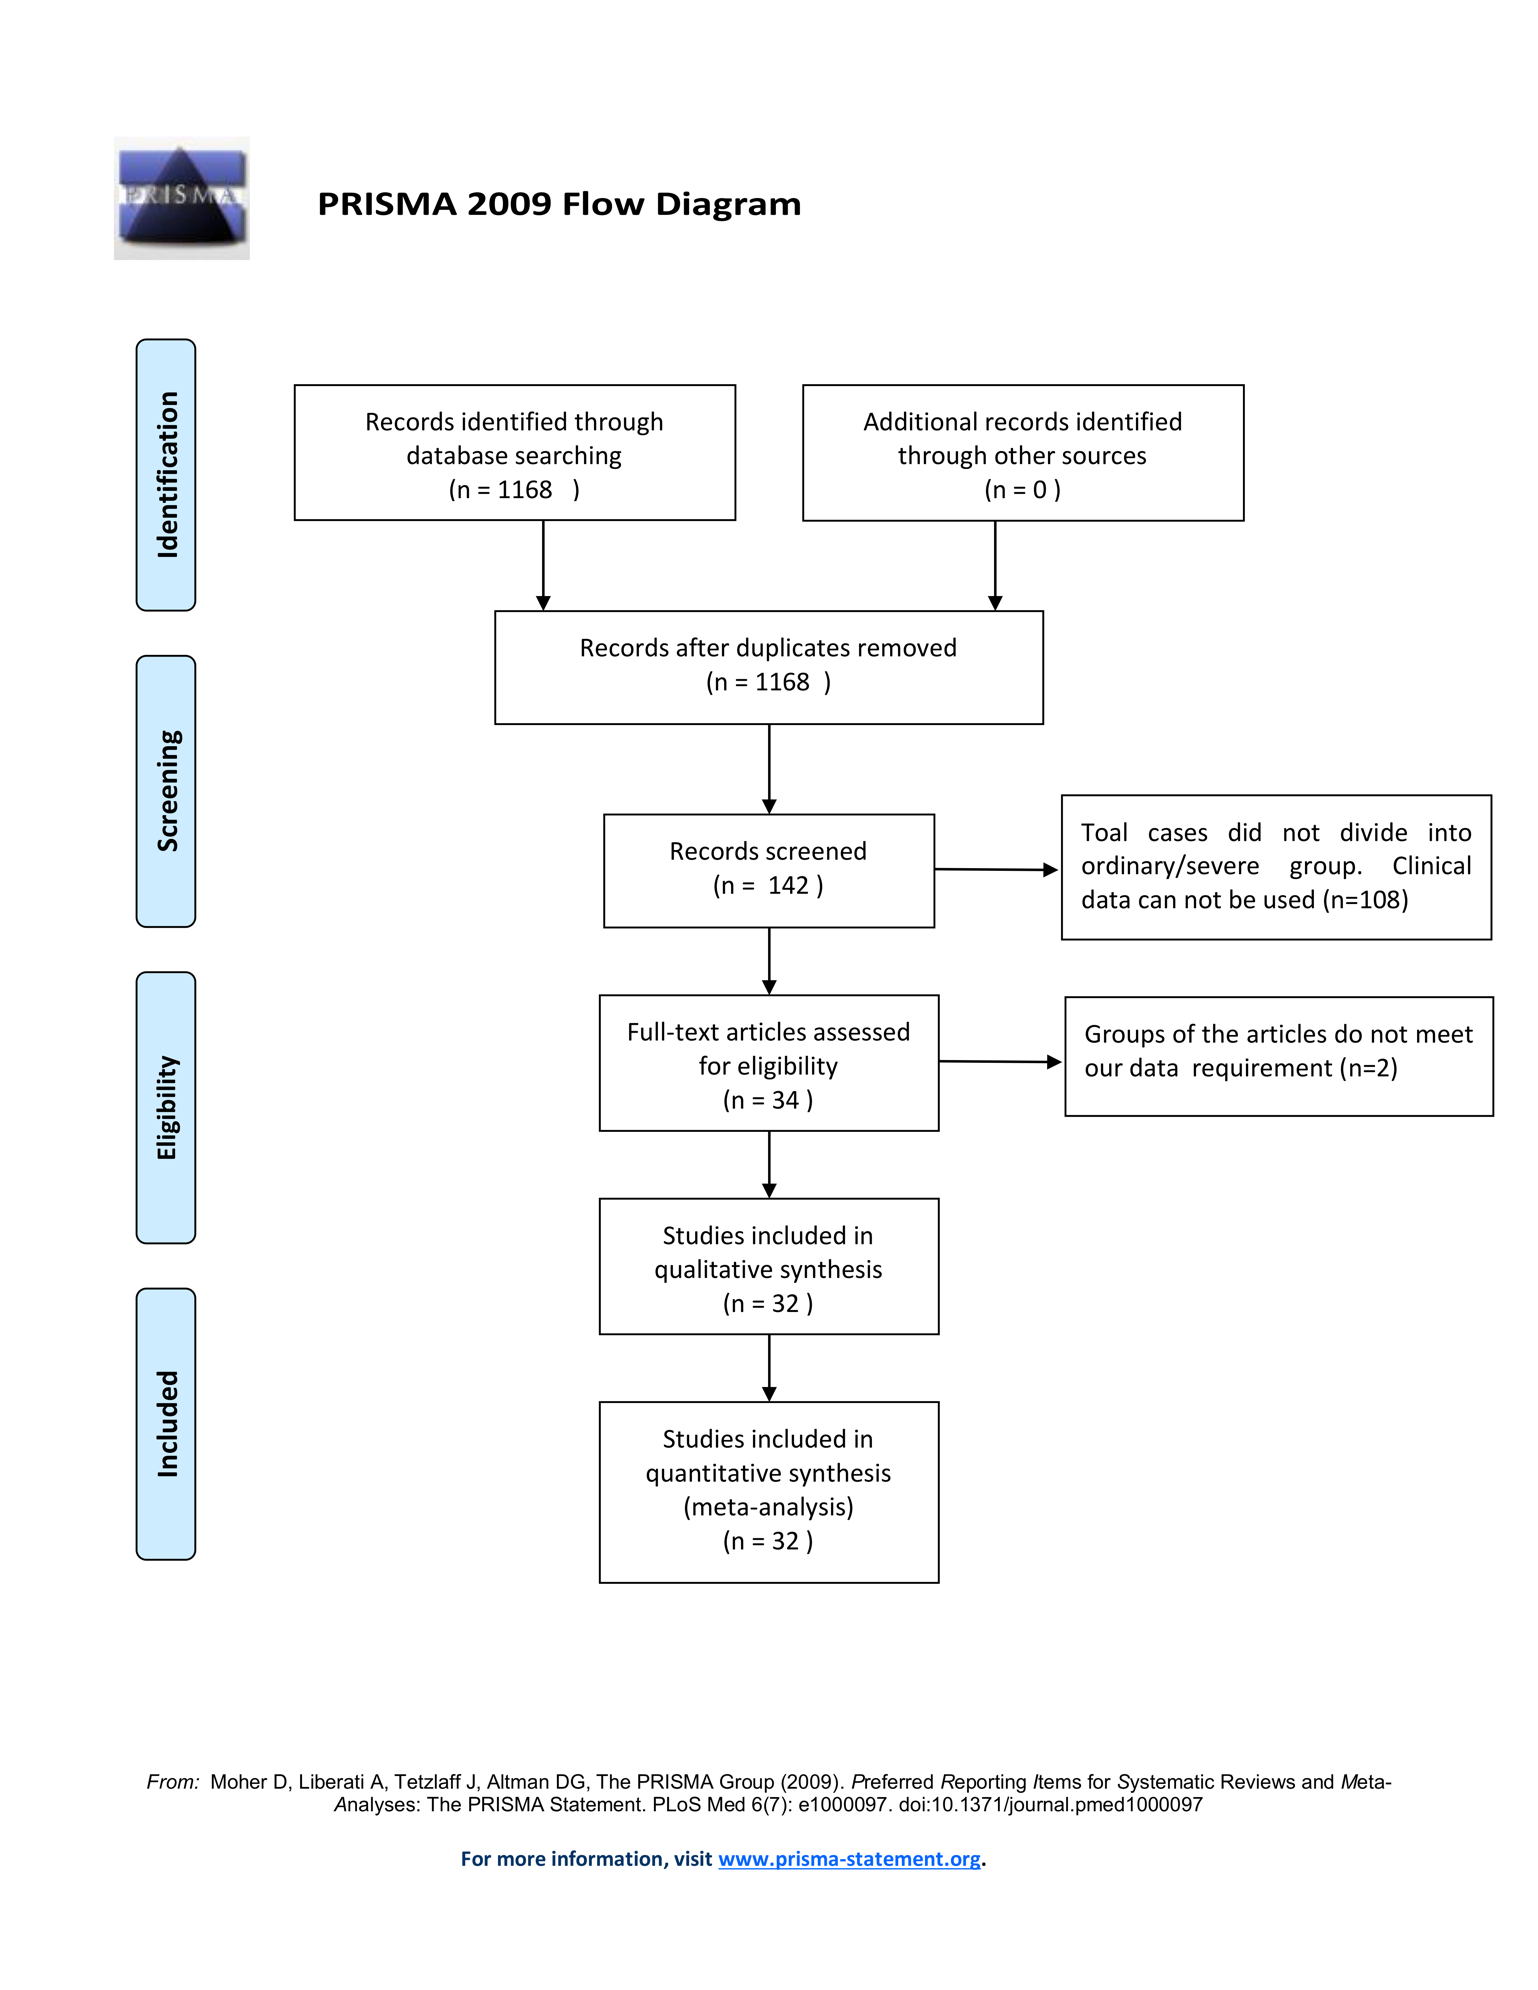 PRISMA
PRISMA 2009 Flow Diagram
Identification
Records identified through
database searching
(n = 1168   )
Additional records identified
through other sources
(n = 0 )
Records after duplicates removed
(n = 1168  )
Screening
Records screened
(n =  142 )
Toal cases did not divide into
ordinary/severe group. Clinical
data can not be used (n=108)
Eligibility
Full-text articles assessed
for eligibility
(n = 34 )
Groups of the articles do not meet
our data  requirement (n=2)
Studies included in
qualitative synthesis
(n = 32 )
Included
Studies included in
quantitative synthesis
(meta-analysis)
(n = 32 )
From:  Moher D, Liberati A, Tetzlaff J, Altman DG, The PRISMA Group (2009). Preferred Reporting Items for Systematic Reviews and Meta-
Analyses: The PRISMA Statement. PLoS Med 6(7): e1000097. doi:10.1371/journal.pmed1000097
For more information, visit www.prisma-statement.org.